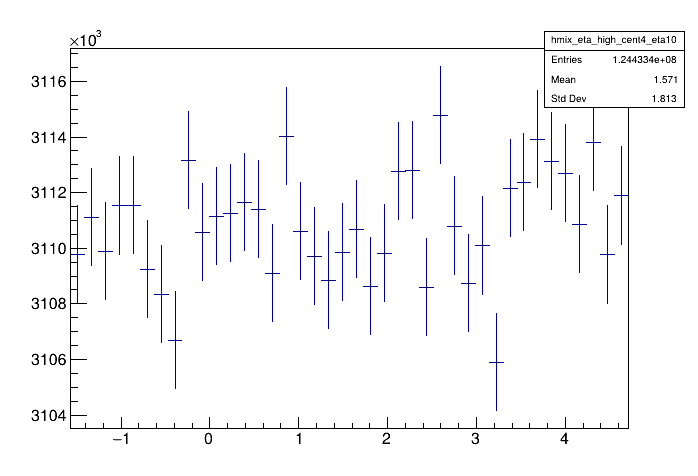 ×10³
hmix_eta_high_cent4_eta10
Entries 1.244334e+08
Mean 1.571
Std Dev 1.813
3116
3114
3112
3110
3108
3106
3104
−1 0 1 2 3 4